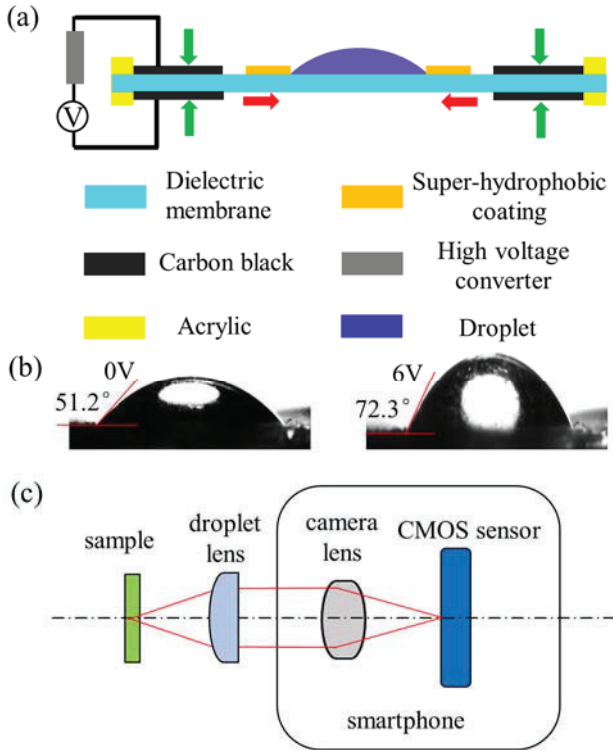 (a)
V
Dielectric
membrane
Super-hydrophobic
coating
Carbon black
High voltage
converter
Acrylic
Droplet
(b)
0V
51.2°
6V
72.3°
(c)
sample
droplet
lens
camera
lens
CMOS sensor
smartphone